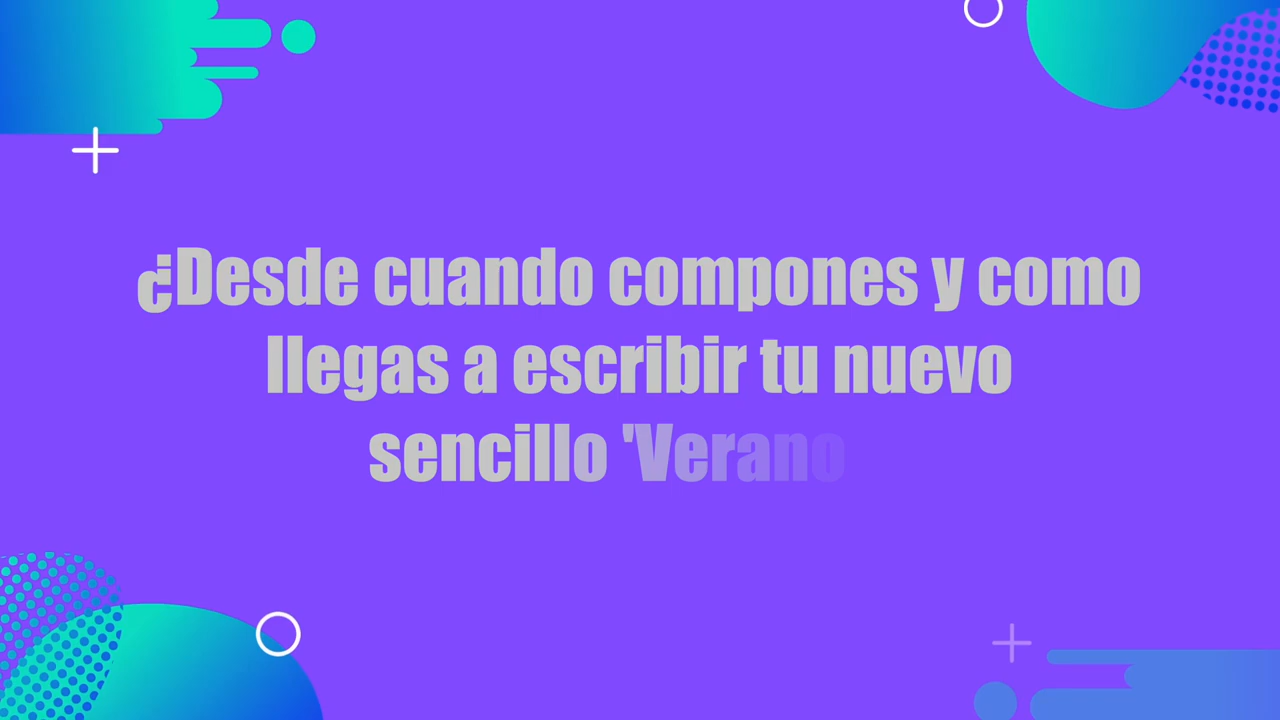 ¿Desde cuando compones y como
llegas a escribir tu nuevo
sencillo 'Verano